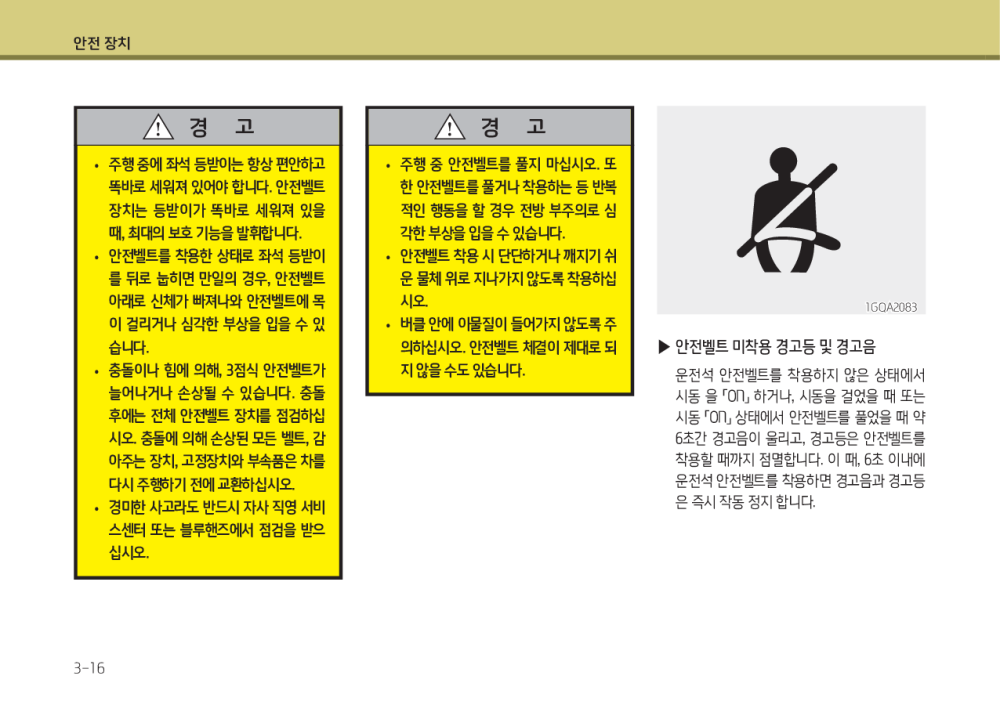 안전 장치
경 고
• 주행 중에 좌석 등받이는 항상 편안하고
똑바로 세워져 있어야 합니다. 안전벨트
장치는 등받이가 똑바로 세워져 있을
때, 최대의 보호 기능을 발휘합니다.
• 안전벨트를 착용한 상태로 좌석 등받이
를 뒤로 눕히면 만일의 경우, 안전벨트
아래로 신체가 빠져나와 안전벨트에 목
이 걸리거나 심각한 부상을 입을 수 있
습니다.
• 충돌이나 힘에 의해, 3점식 안전벨트가
늘어나거나 손상될 수 있습니다. 충돌
후에는 전체 안전벨트 장치를 점검하십
시오. 충돌에 의해 손상된 모든 벨트, 감
아주는 장치, 고정장치와 부속품은 차를
다시 주행하기 전에 교환하십시오.
• 경미한 사고라도 반드시 자사 직영 서비
스센터 또는 블루핸즈에서 점검을 받으
십시오.
경 고
• 주행 중 안전벨트를 풀지 마십시오. 또
한 안전벨트를 풀거나 착용하는 등 반복
적인 행동을 할 경우 전방 부주의로 심
각한 부상을 입을 수 있습니다.
• 안전벨트 착용 시 단단하거나 깨지기 쉬
운 물체 위로 지나가지 않도록 착용하십
시오.
• 버클 안에 이물질이 들어가지 않도록 주
의하십시오. 안전벨트 체결이 제대로 되
지 않을 수도 있습니다.
1GQA2083
▶ 안전벨트 미착용 경고등 및 경고음
운전석 안전벨트를 착용하지 않은 상태에서
시동 을 「ON」 하거나, 시동을 걸었을 때 또는
시동 「ON」 상태에서 안전벨트를 풀었을 때 약
6초간 경고음이 울리고, 경고등은 안전벨트를
착용할 때까지 점멸합니다. 이 때, 6초 이내에
운전석 안전벨트를 착용하면 경고음과 경고등
은 즉시 작동 정지 합니다.
3-16